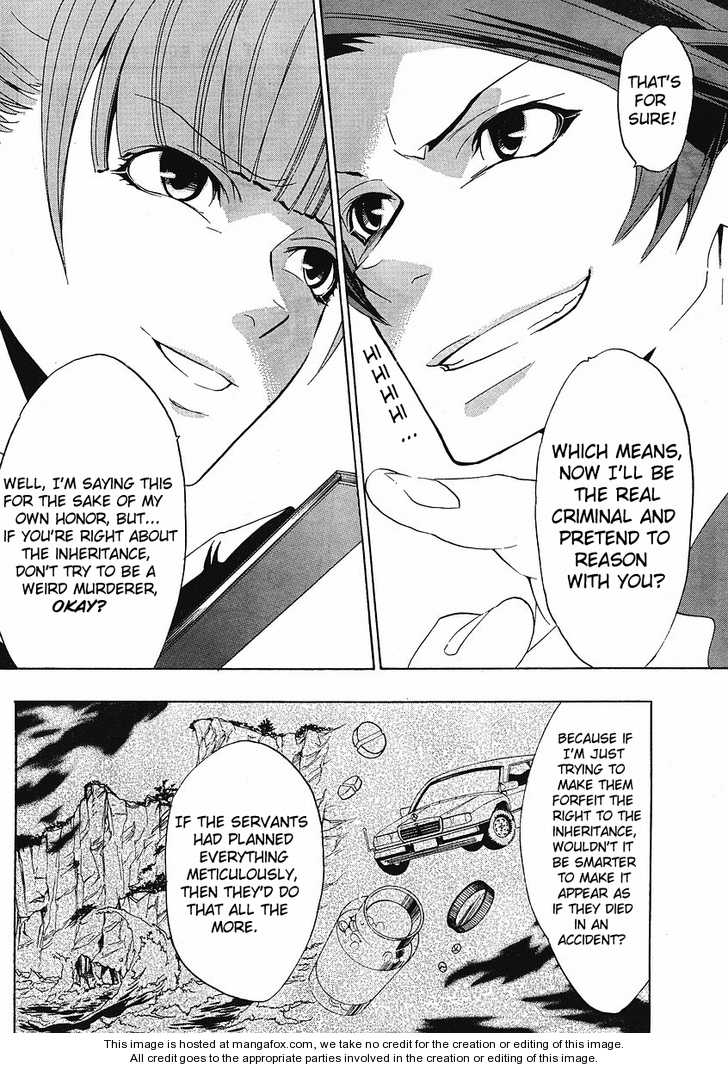 THAT'S
FOR
SURE!
WHICH MEANS,
NOW I'LL BE
THE REAL
CRIMINAL AND
PRETEND TO
REASON
WITH YOU?
WELL, I'M SAYING THIS
FOR THE SAKE OF MY
OWN HONOR, BUT...
IF YOU'RE RIGHT ABOUT
THE INHERITANCE,
DON'T TRY TO BE A
WEIRD MURDERER,
OKAY?
BECAUSE IF
I'M JUST
TRYING TO
MAKE THEM
FORFEIT THE
RIGHT TO THE
INHERITANCE,
WOULDN'T IT
BE SMARTER
TO MAKE IT
APPEAR AS
IF THEY DIED
IN AN
ACCIDENT?
IF THE SERVANTS
HAD PLANNED
EVERYTHING
METICULOUSLY,
THEN THEY'D DO
THAT ALL THE
MORE.
This image is hosted at mangafox.com, we take no credit for the creation or editing of this image.
All credit goes to the appropriate parties involved in the creation or editing of this image.